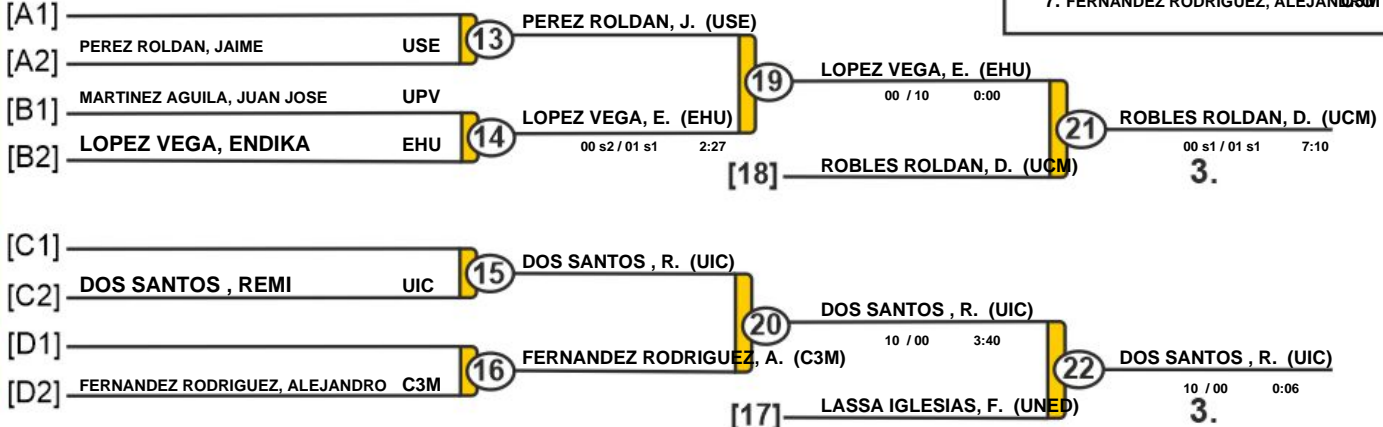 7. FERNANDEZ RODRIGUEZ, ALEJANDRO
[A1]
PEREZ ROLDAN, JAIME USE
[A2]
13
PEREZ ROLDAN, J. (USE)
[B1]
MARTINEZ AGUILA, JUAN JOSE UPV
[B2]
LOPEZ VEGA, ENDIKA EHU
14
LOPEZ VEGA, E. (EHU)
00 s2 / 01 s1 2:27
19
LOPEZ VEGA, E. (EHU)
00 / 10 0:00
[18]
ROBLES ROLDAN, D. (UCM)
21
ROBLES ROLDAN, D. (UCM)
00 s1 / 01 s1 7:10
3.
[C1]
[C2]
DOS SANTOS , REMI UIC
15
DOS SANTOS , R. (UIC)
[D1]
[D2]
FERNANDEZ RODRIGUEZ, ALEJANDRO C3M
16
FERNANDEZ RODRIGUEZ, A. (C3M)
20
DOS SANTOS , R. (UIC)
10 / 00 3:40
[17]
LASSA IGLESIAS, F. (UNED)
22
DOS SANTOS , R. (UIC)
10 / 00 0:06
3.